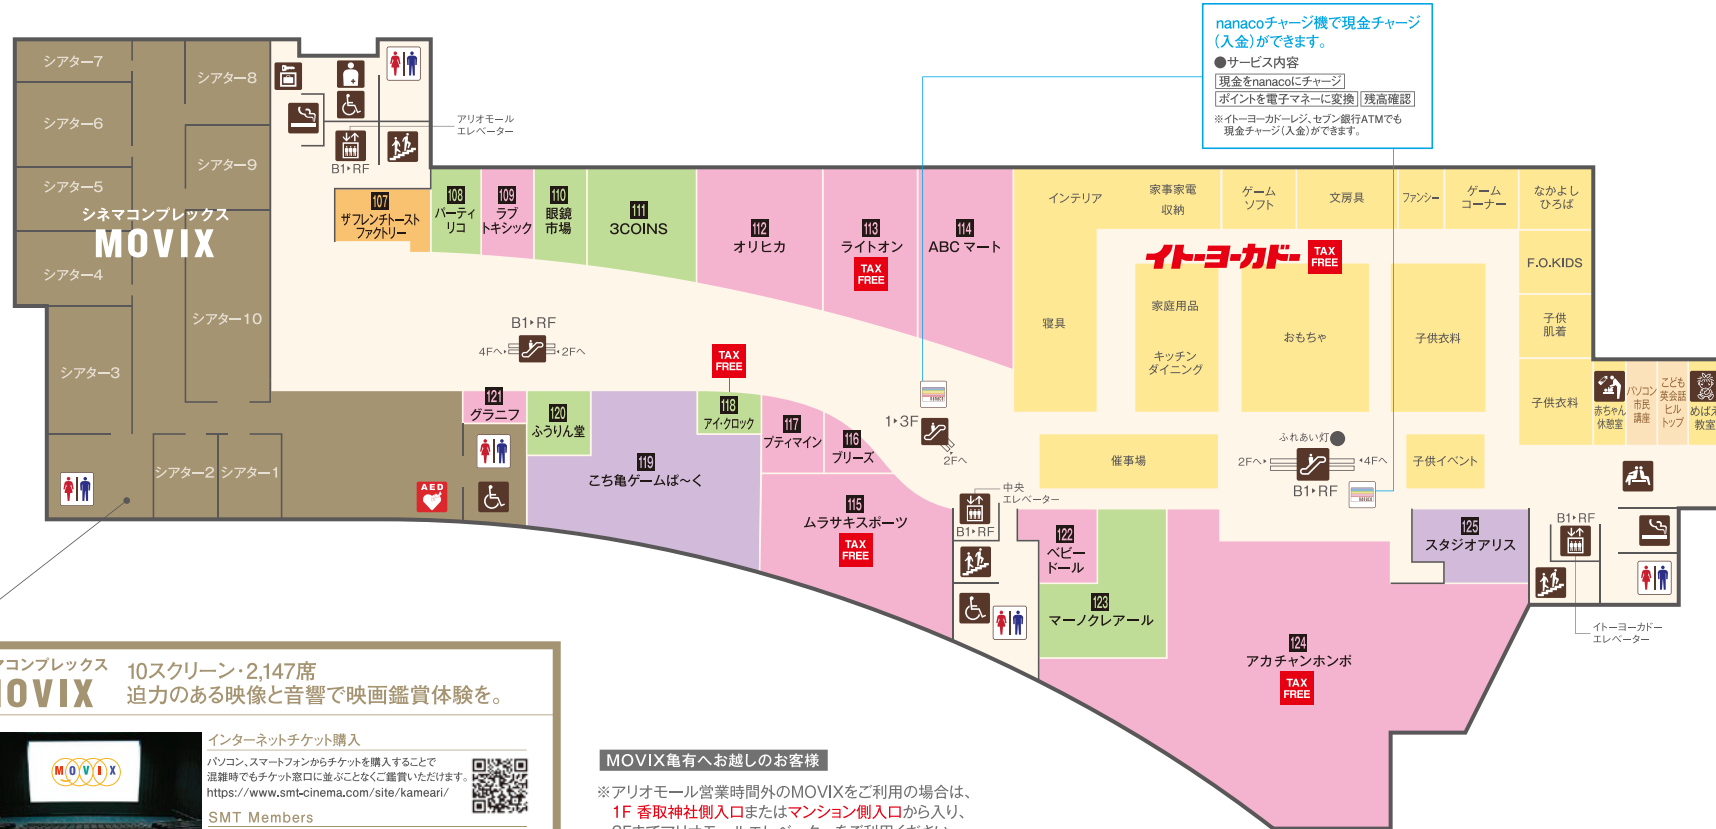 nanacoチャージ機で現金チャージ
（入金）ができます。
●サービス内容
現金をnanacoにチャージ
ポイントを電子マネーに変換 残高確認
※イトーヨーカドーレジ、セブン銀行ATMでも
現金チャージ（入金）ができます。
シアター7
シアター8
シアター6
シアター9
シアター5
シネマコンプレックス
MOVIX
シアター4
シアター10
シアター3
シアター2
シアター1
アリオモール
エレベーター
B1▸RF
107
ザフレンチトースト
ファクトリー
108
パーティ
リコ
109
ラブ
トキシック
110
眼鏡
市場
111
3COINS
112
オリヒカ
113
ライトオン
TAX
FREE
114
ABC マート
インテリア
家事家電
収納
ゲーム
ソフト
文房具
ファンシー
ゲーム
コーナー
なかよし
ひろば
イトーヨーカドー
TAX
FREE
F.O.KIDS
家庭用品
寝具
おもちゃ
子供衣料
子供
肌着
キッチン
ダイニング
子供衣料
赤ちゃん
休憩室
パソコン
市民
講座
こども
英会話
ヒル
トップ
めばえ
教室
B1▸RF
4Fへ▸ ◂2Fへ
TAX
FREE
121
グラニフ
120
ふうりん堂
118
アイ・クロック
117
プティマイン
116
ブリーズ
1▸3F
2Fへ
119
こち亀ゲームぱ〜く
115
ムラサキスポーツ
TAX
FREE
AED
催事場
ふれあい灯
2Fへ▸ ◂4Fへ
B1▸RF
子供イベント
中央
エレベーター
B1▸RF
122
ベビー
ドール
123
マーノクレアール
125
スタジオアリス
B1▸RF
イトーヨーカドー
エレベーター
124
アカチャンホンポ
TAX
FREE
マコンプレックス
MOVIX
10スクリーン・2,147席
迫力のある映像と音響で映画鑑賞体験を。
MOVIX
インターネットチケット購入
パソコン、スマートフォンからチケットを購入することで
混雑時でもチケット窓口に並ぶことなくご鑑賞いただけます。
https://www.smt-cinema.com/site/kameari/
SMT Members
MOVIX亀有へお越しのお客様
※アリオモール営業時間外のMOVIXをご利用の場合は、
1F 香取神社側入口またはマンション側入口から入り、